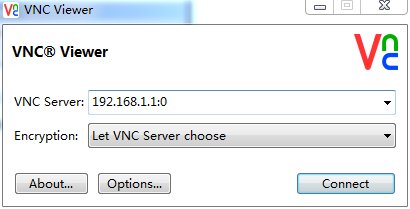 VNC Viewer
VNC® Viewer
VNC
VNC Server: 192.168.1.1:0
Encryption: Let VNC Server choose
About... Options... Connect